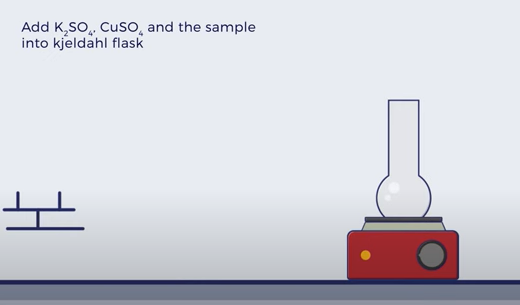 Add K₂SO₄, CuSO₄ and the sample
into kjeldahl flask